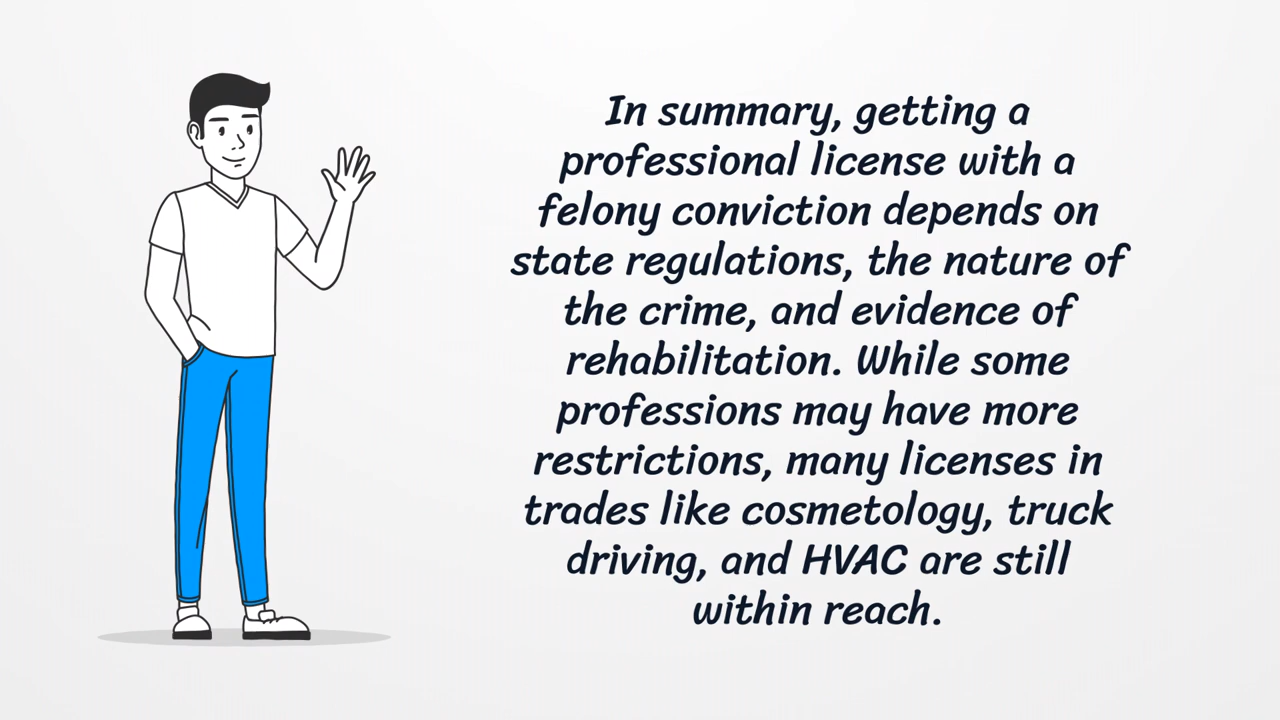 In summary, getting a
professional license with a
felony conviction depends on
state regulations, the nature of
the crime, and evidence of
rehabilitation. While some
professions may have more
restrictions, many licenses in
trades like cosmetology, truck
driving, and HVAC are still
within reach.